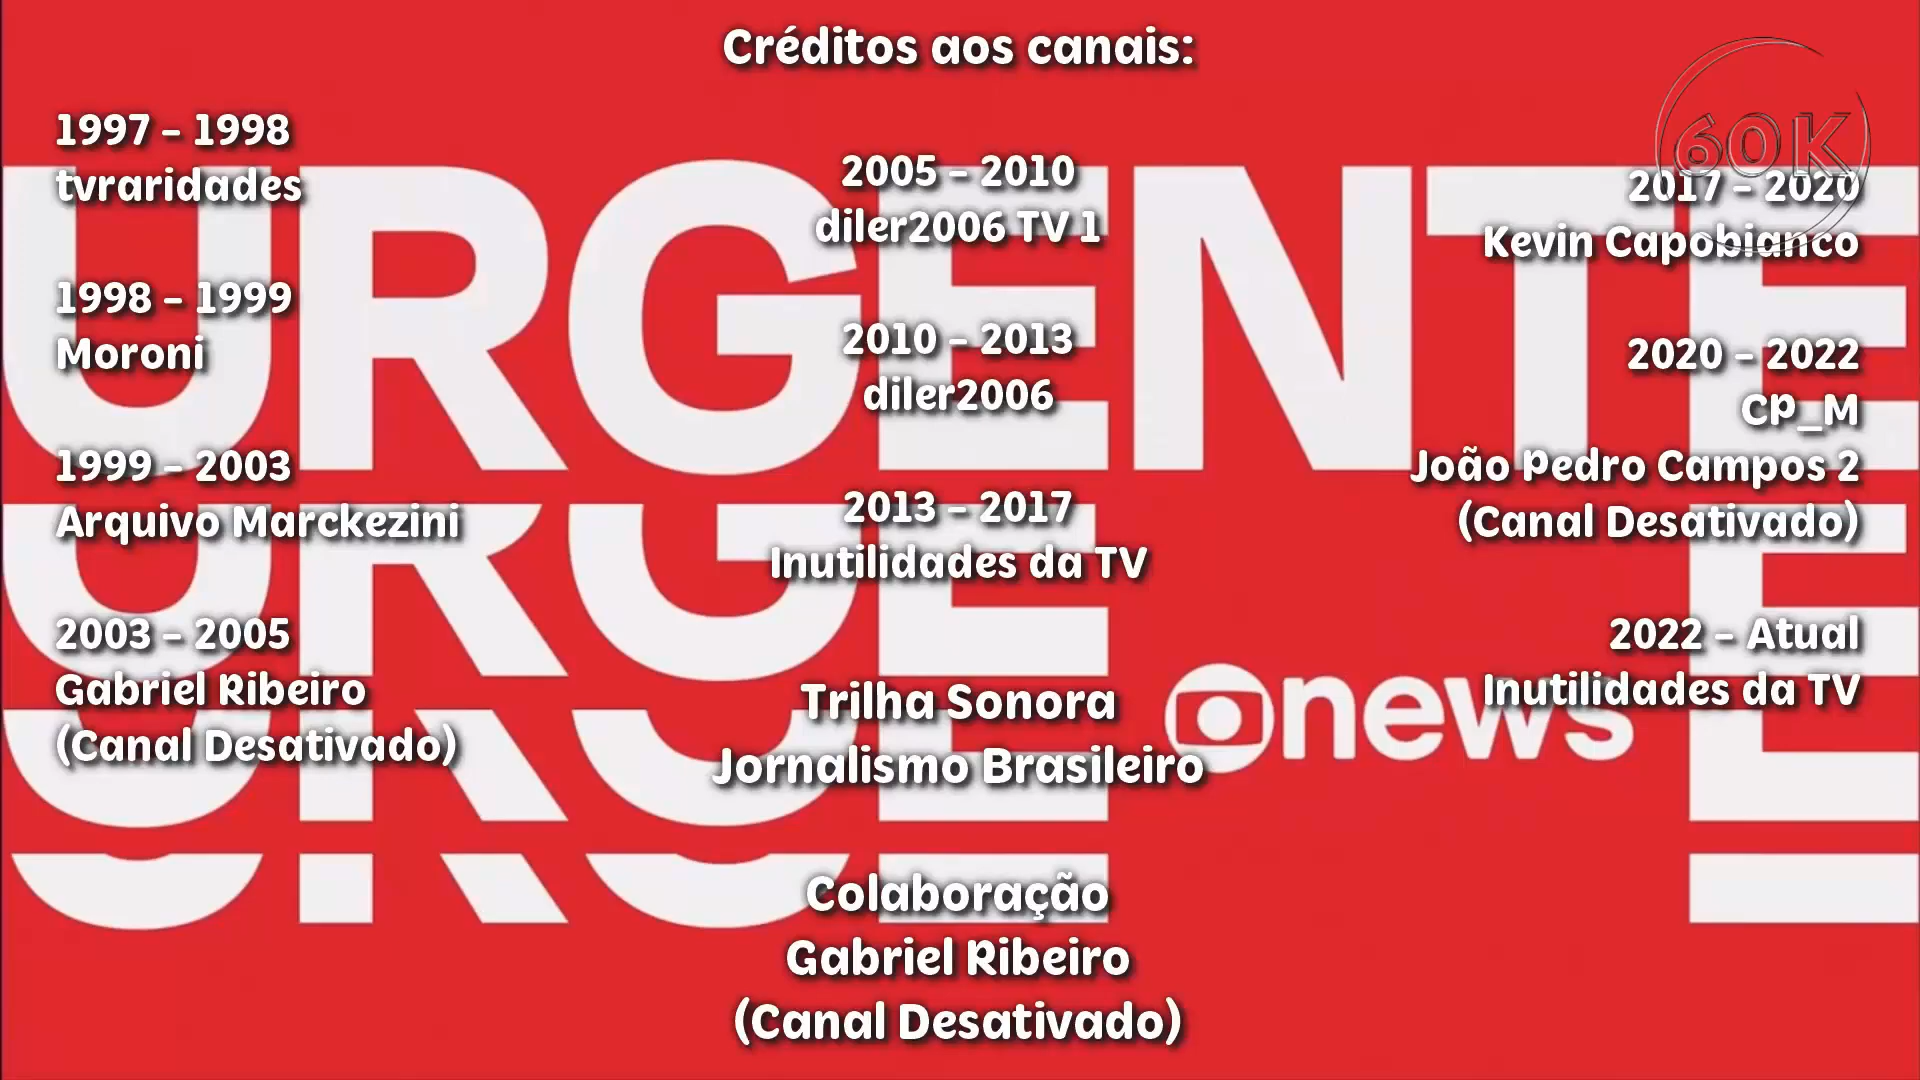 Créditos aos canais:
1997 – 1998
tvraridades
1998 – 1999
Moroni
1999 – 2003
Arquivo Marckezini
2003 – 2005
Gabriel Ribeiro
(Canal Desativado)
2005 – 2010
diler2006 TV 1
2010 – 2013
diler2006
2013 – 2017
Inutilidades da TV
Trilha Sonora
Jornalismo Brasileiro
Colaboração
Gabriel Ribeiro
(Canal Desativado)
60K
2017 – 2020
Kevin Capobianco
2020 – 2022
Cp_M
João Pedro Campos 2
(Canal Desativado)
2022 – Atual
Inutilidades da TV
URGENTE
URGE E
URGE E
news